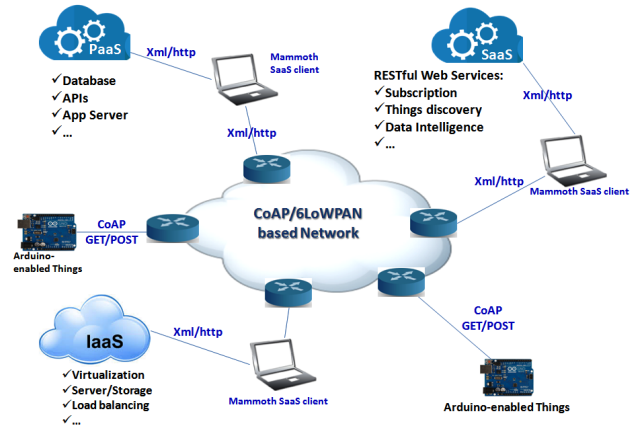 PaaS
Xml/http
Mammoth
SaaS client
✓Database
✓APIs
✓App Server
✓...
Xml/http
SaaS
RESTful Web Services:
✓Subscription
✓Things discovery
✓Data Intelligence
✓...
Xml/http
Xml/http
Mammoth SaaS client
CoAP/6LoWPAN
based Network
CoAP
GET/POST
Arduino-
enabled Things
CoAP
GET/POST
Arduino-enabled Things
IaaS
Xml/http
Mammoth SaaS client
✓Virtualization
✓Server/Storage
✓Load balancing
✓...